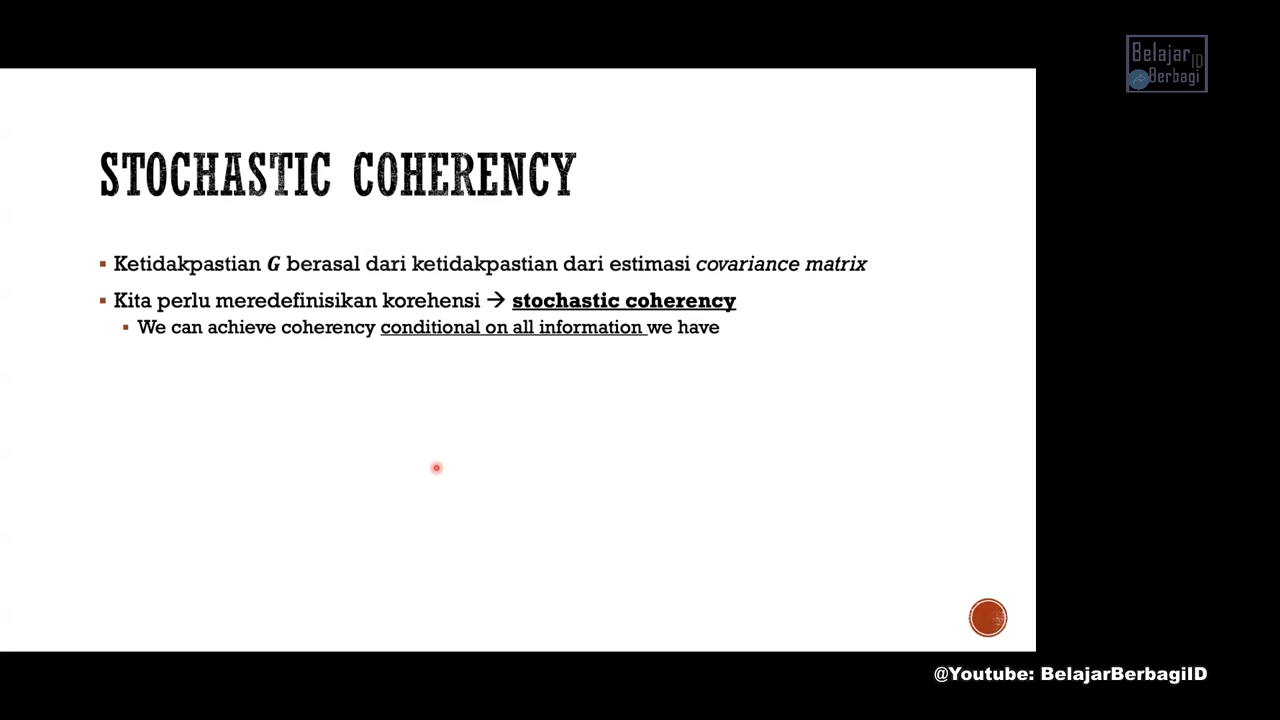 Belajar ID
Berbagi
STOCHASTIC COHERENCY
▪ Ketidakpastian G berasal dari ketidakpastian dari estimasi covariance matrix
▪ Kita perlu meredefinisikan korehensi → stochastic coherency
▪ We can achieve coherency conditional on all information we have
@Youtube: BelajarBerbagiID